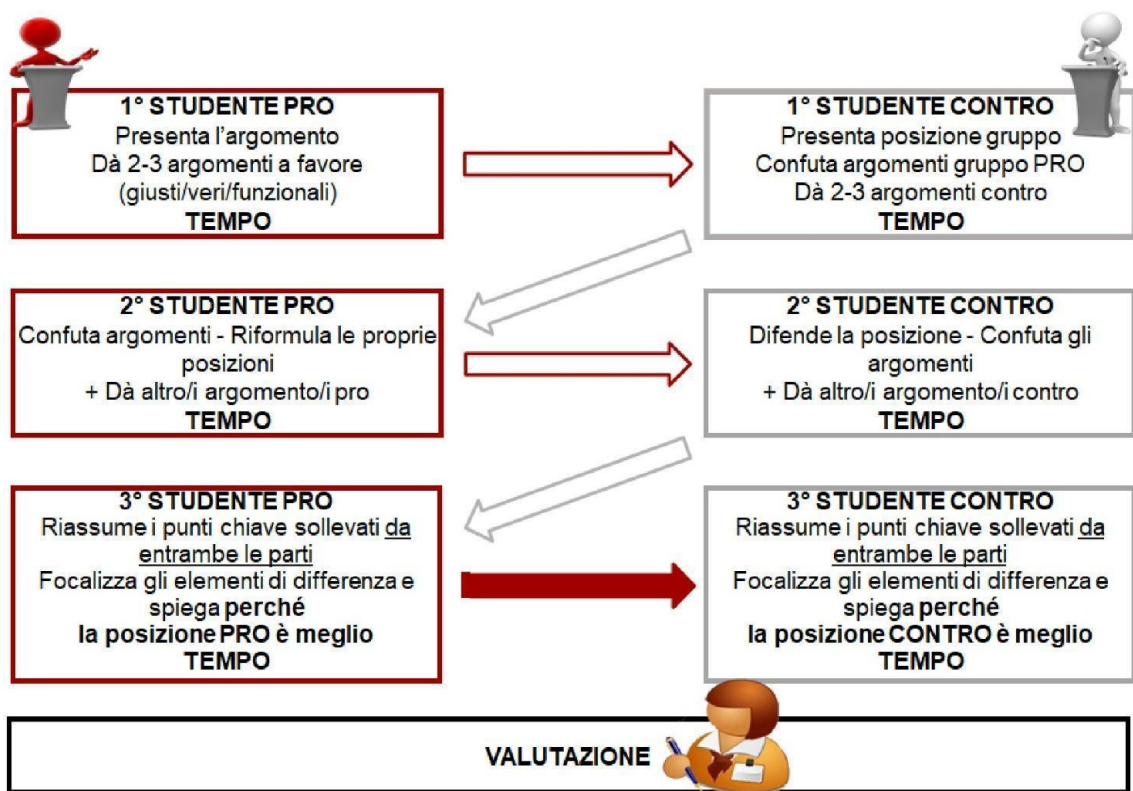 1° STUDENTE PRO
Presenta l'argomento
Dà 2-3 argomenti a favore
(giusti/veri/funzionali)
TEMPO
1° STUDENTE CONTRO
Presenta posizione gruppo
Confuta argomenti gruppo PRO
Dà 2-3 argomenti contro
TEMPO
2° STUDENTE PRO
Confuta argomenti - Riformula le proprie
posizioni
+ Dà altro/i argomento/i pro
TEMPO
2° STUDENTE CONTRO
Difende la posizione - Confuta gli
argomenti
+ Dà altro/i argomento/i contro
TEMPO
3° STUDENTE PRO
Riassume i punti chiave sollevati da
entrambe le parti
Focalizza gli elementi di differenza e
spiega perché
la posizione PRO è meglio
TEMPO
3° STUDENTE CONTRO
Riassume i punti chiave sollevati da
entrambe le parti
Focalizza gli elementi di differenza e
spiega perché
la posizione CONTRO è meglio
TEMPO
VALUTAZIONE